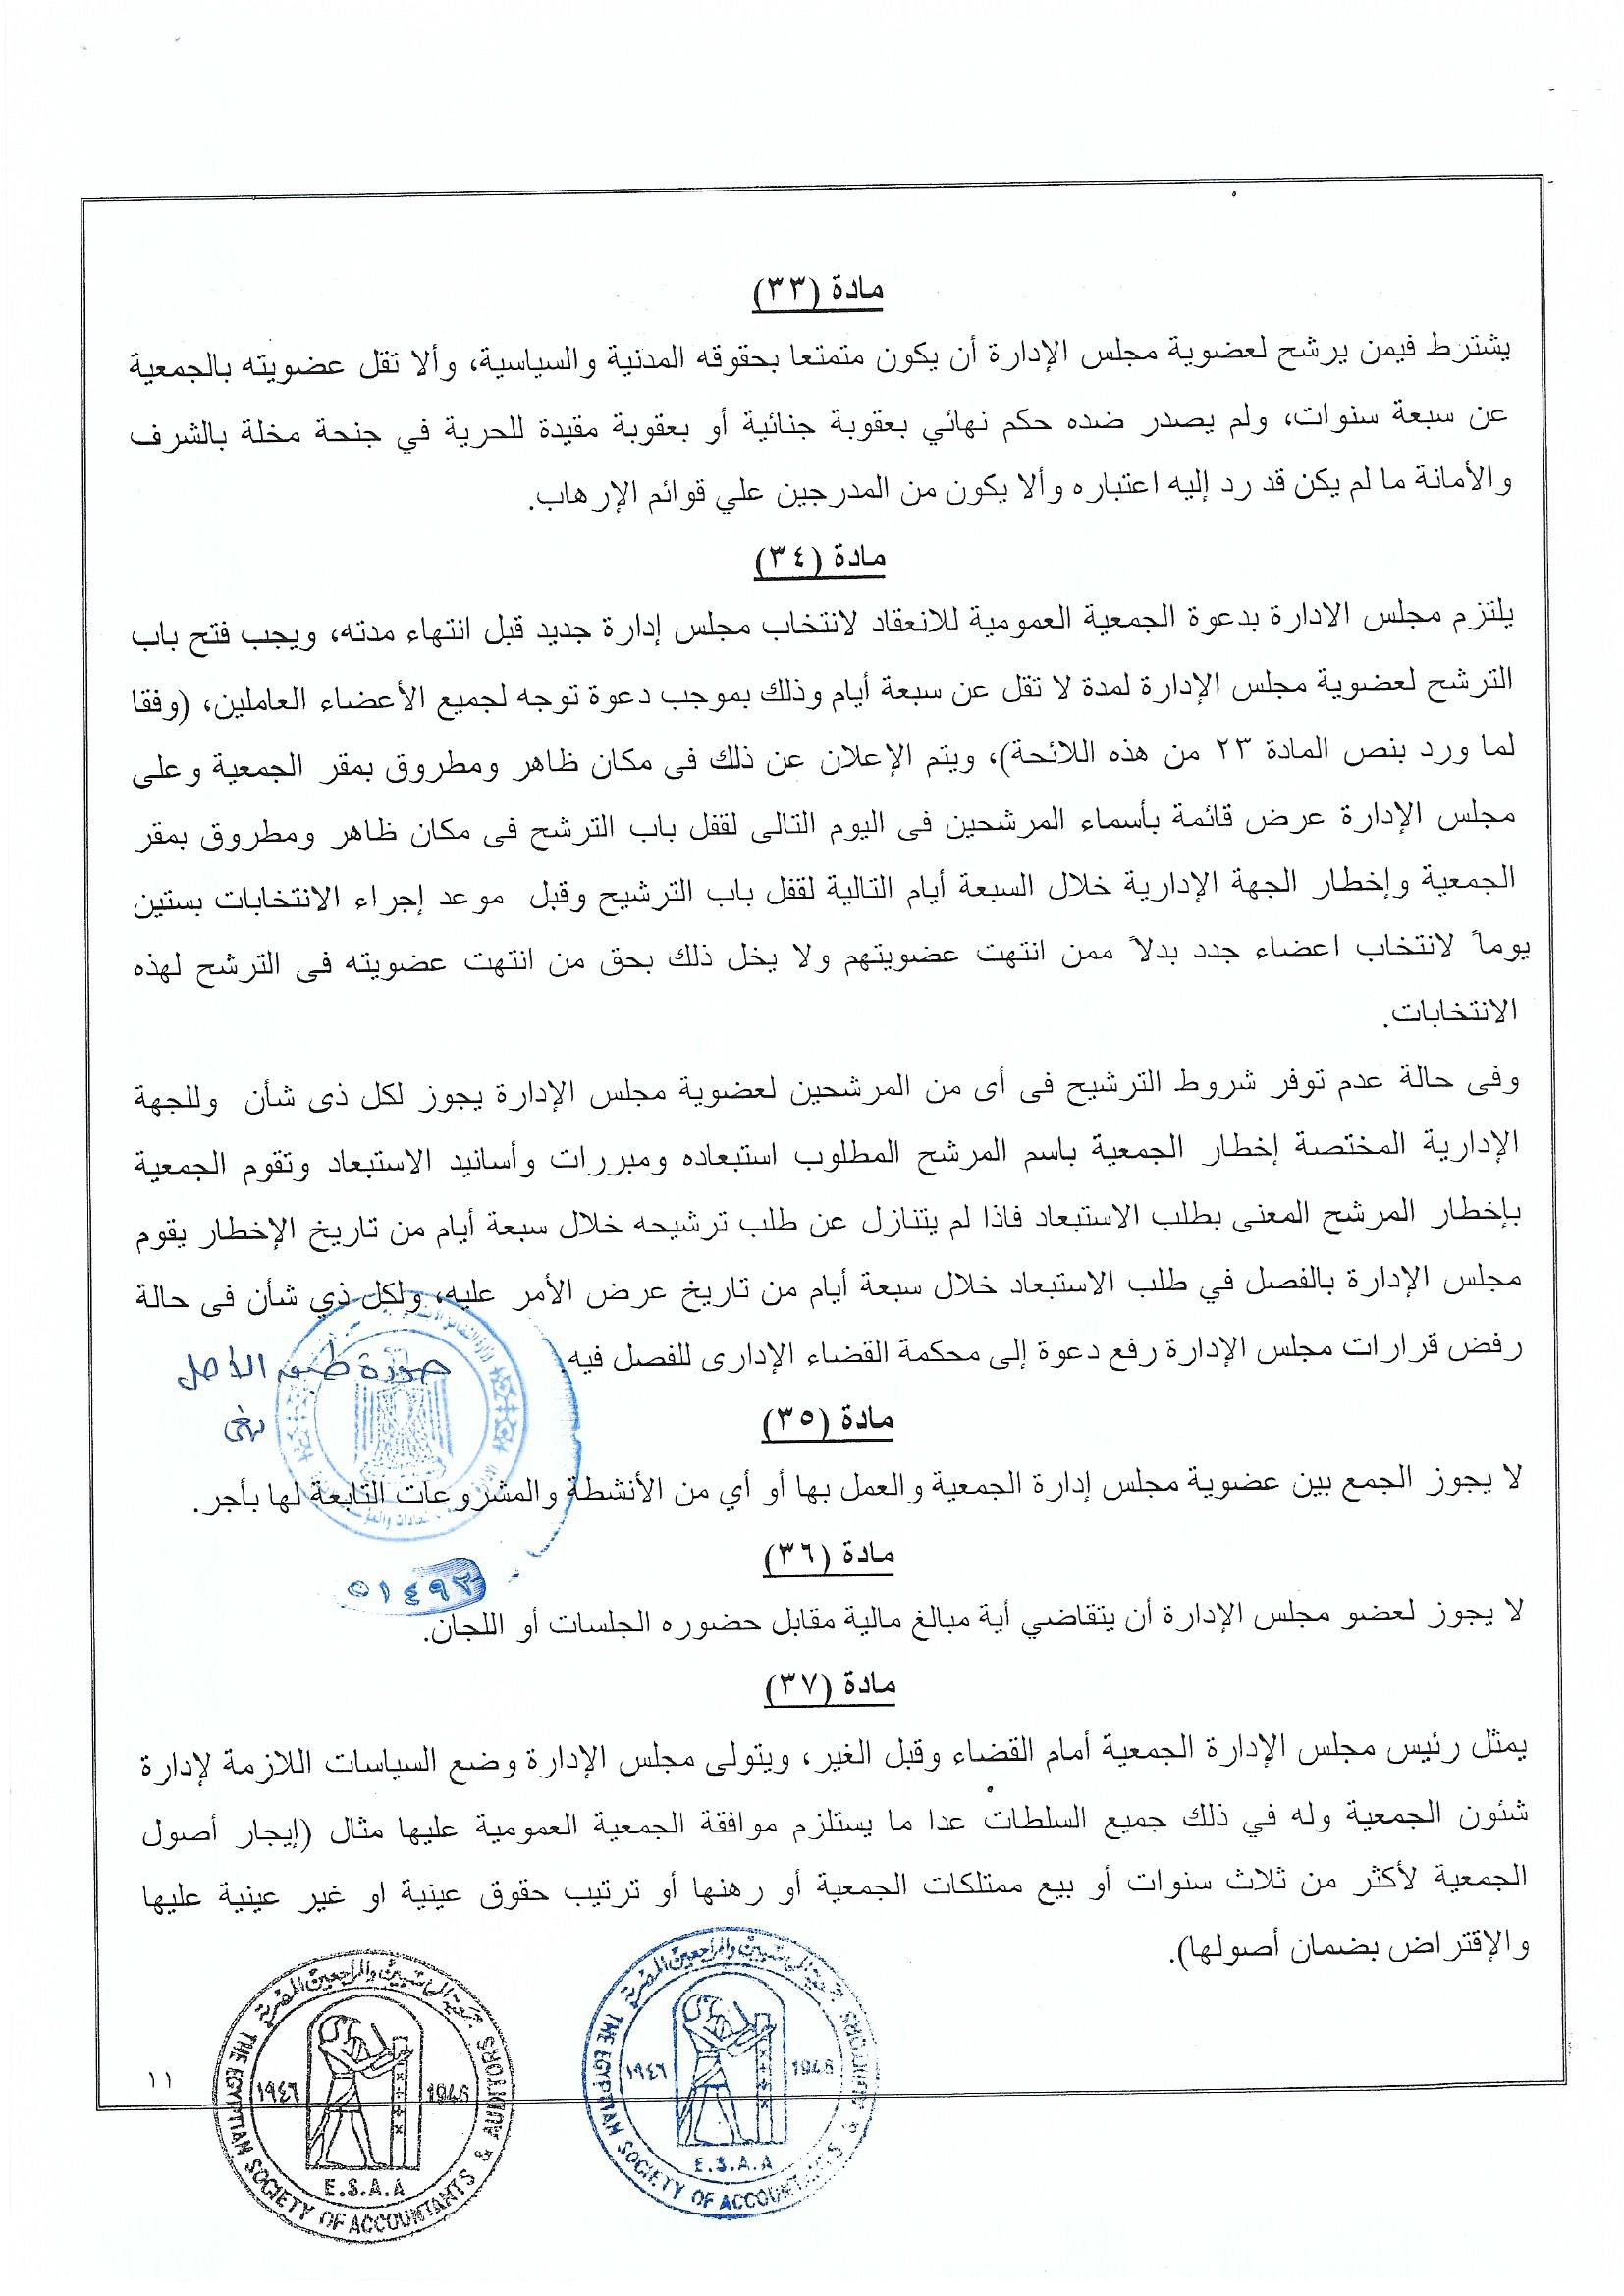 مادة (٣٣)
يشترط فيمن يرشح لعضوية مجلس الإدارة أن يكون متمتعا بحقوقه المدنية والسياسية، وألا تقل عضويته بالجمعية
عن سبعة سنوات، ولم يصدر ضده حكم نهائي بعقوبة جنائية أو بعقوبة مقيدة للحرية في جنحة مخلة بالشرف
والأمانة ما لم يكن قد رد إليه اعتباره وألا يكون من المدرجين علي قوائم الإرهاب.
مادة (٣٤)
يلتزم مجلس الادارة بدعوة الجمعية العمومية للانعقاد لانتخاب مجلس إدارة جديد قبل انتهاء مدته، ويجب فتح باب
الترشح لعضوية مجلس الإدارة لمدة لا تقل عن سبعة أيام وذلك بموجب دعوة توجه لجميع الأعضاء العاملين، (وفقا
لما ورد بنص المادة ٢٣ من هذه اللائحة)، ويتم الإعلان عن ذلك فى مكان ظاهر ومطروق بمقر الجمعية وعلى
مجلس الإدارة عرض قائمة بأسماء المرشحين فى اليوم التالى لقفل باب الترشح فى مكان ظاهر ومطروق بمقر
الجمعية وإخطار الجهة الإدارية خلال السبعة أيام التالية لقفل باب الترشيح وقبل موعد إجراء الانتخابات بستين
يوماً لانتخاب اعضاء جدد بدلاً ممن انتهت عضويتهم ولا يخل ذلك بحق من انتهت عضويته فى الترشح لهذه
الانتخابات.
وفى حالة عدم توفر شروط الترشيح فى أى من المرشحين لعضوية مجلس الإدارة يجوز لكل ذى شأن وللجهة
الإدارية المختصة إخطار الجمعية باسم المرشح المطلوب استبعاده ومبررات وأسانيد الاستبعاد وتقوم الجمعية
بإخطار المرشح المعنى بطلب الاستبعاد فاذا لم يتنازل عن طلب ترشيحه خلال سبعة أيام من تاريخ الإخطار يقوم
مجلس الإدارة بالفصل في طلب الاستبعاد خلال سبعة أيام من تاريخ عرض الأمر عليه، ولكل ذي شأن فى حالة
رفض قرارات مجلس الإدارة رفع دعوة إلى محكمة القضاء الإدارى للفصل فيه
صورة طبق الأصل
مادة (٣٥)
لا يجوز الجمع بين عضوية مجلس إدارة الجمعية والعمل بها أو أي من الأنشطة والمشروعات التابعة لها بأجر.
مادة (٣٦)
٥١٤٩٢
لا يجوز لعضو مجلس الإدارة أن يتقاضي أية مبالغ مالية مقابل حضوره الجلسات أو اللجان.
مادة (٣٧)
يمثل رئيس مجلس الإدارة الجمعية أمام القضاء وقبل الغير، ويتولى مجلس الإدارة وضع السياسات اللازمة لإدارة
شئون الجمعية وله في ذلك جميع السلطات عدا ما يستلزم موافقة الجمعية العمومية عليها مثال (إيجار أصول
الجمعية لأكثر من ثلاث سنوات أو بيع ممتلكات الجمعية أو رهنها أو ترتيب حقوق عينية او غير عينية عليها
والإقتراض بضمان أصولها).
جمعية المحاسبين والمراجعين المصرية
THE EGYPTIAN SOCIETY OF ACCOUNTANTS & AUDITORS
١٩٤٦ 1946
E.S.A.A
جمعية المحاسبين والمراجعين المصرية
THE EGYPTIAN SOCIETY OF ACCOUNTANTS & AUDITORS
١٩٤٦ 1946
E.S.A.A
١١